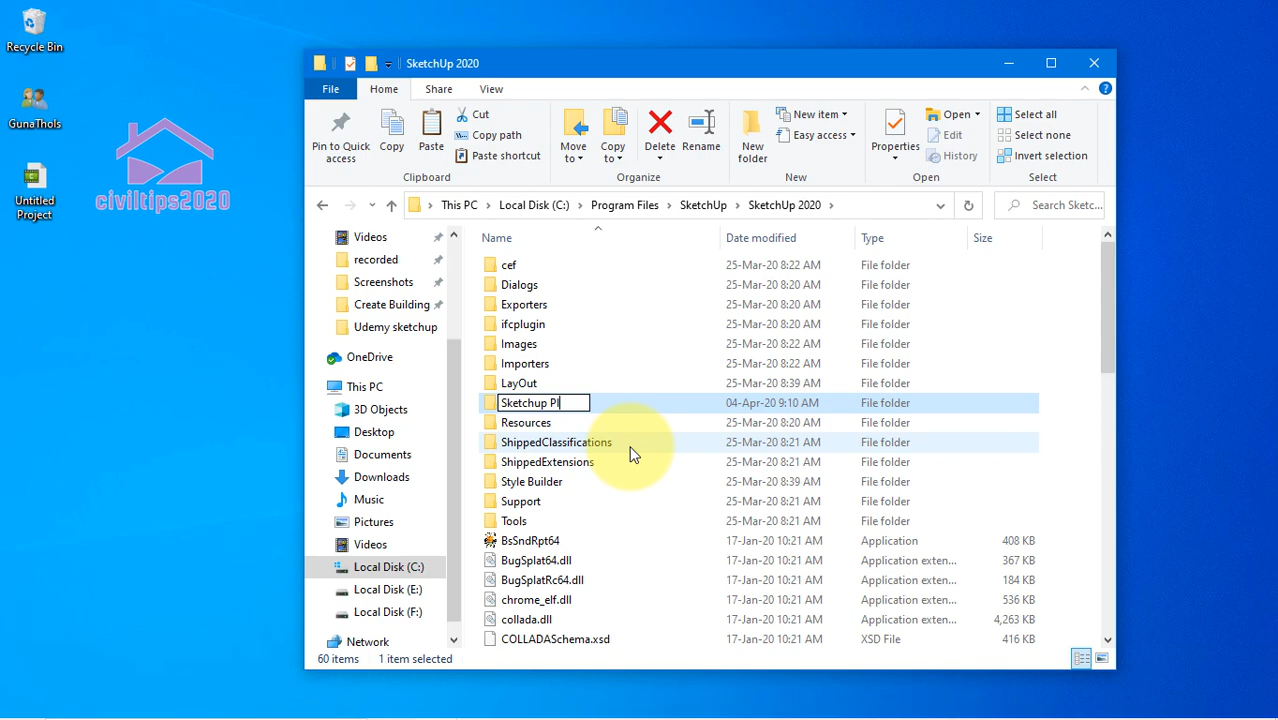 Recycle Bin
GunaThols
Untitled
Project
civiltips2020
SketchUp 2020
File Home Share View
Pin to Quick
access
Copy
Paste
Cut
Copy path
Paste shortcut
Clipboard
Move
to
Copy
to
Delete
Rename
Organize
New
folder
New item
Easy access
New
Properties
Open
Edit
History
Open
Select all
Select none
Invert selection
Select
This PC > Local Disk (C:) > Program Files > SketchUp > SketchUp 2020 >
Search Sketc...
Videos
recorded
Screenshots
Create Building
Udemy sketchup
OneDrive
This PC
3D Objects
Desktop
Documents
Downloads
Music
Pictures
Videos
Local Disk (C:)
Local Disk (E:)
Local Disk (F:)
Network
Name Date modified Type Size
cef 25-Mar-20 8:22 AM File folder
Dialogs 25-Mar-20 8:20 AM File folder
Exporters 25-Mar-20 8:20 AM File folder
ifcplugin 25-Mar-20 8:20 AM File folder
Images 25-Mar-20 8:22 AM File folder
Importers 25-Mar-20 8:22 AM File folder
LayOut 25-Mar-20 8:39 AM File folder
Sketchup Pl 04-Apr-20 9:10 AM File folder
Resources 25-Mar-20 8:20 AM File folder
ShippedClassifications 25-Mar-20 8:21 AM File folder
ShippedExtensions 25-Mar-20 8:21 AM File folder
Style Builder 25-Mar-20 8:39 AM File folder
Support 25-Mar-20 8:21 AM File folder
Tools 25-Mar-20 8:21 AM File folder
BsSndRpt64 17-Jan-20 10:21 AM Application 408 KB
BugSplat64.dll 17-Jan-20 10:21 AM Application exten... 367 KB
BugSplatRc64.dll 17-Jan-20 10:21 AM Application exten... 184 KB
chrome_elf.dll 17-Jan-20 10:21 AM Application exten... 536 KB
collada.dll 17-Jan-20 10:21 AM Application exten... 4,263 KB
COLLADASchema.xsd 17-Jan-20 10:21 AM XSD File 416 KB
60 items 1 item selected